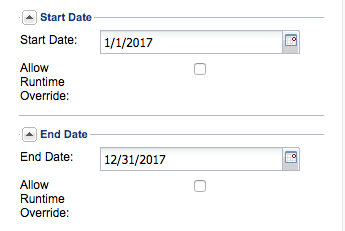 Start Date
Start Date: 1/1/2017
Allow
Runtime
Override:
End Date
End Date: 12/31/2017
Allow
Runtime
Override: